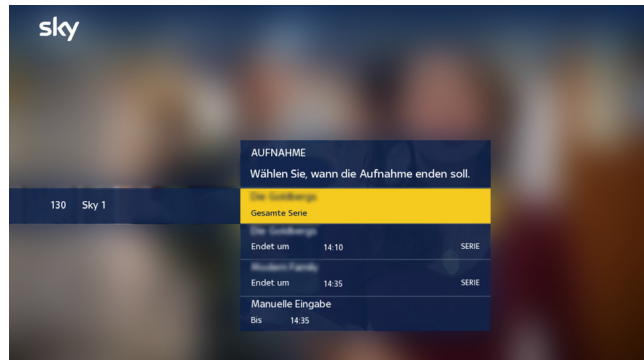 sky
AUFNAHME
Wählen Sie, wann die Aufnahme enden soll.
130 Sky 1
Gesamte Serie
Endet um 14:10 SERIE
Endet um 14:35 SERIE
Manuelle Eingabe
Bis 14:35